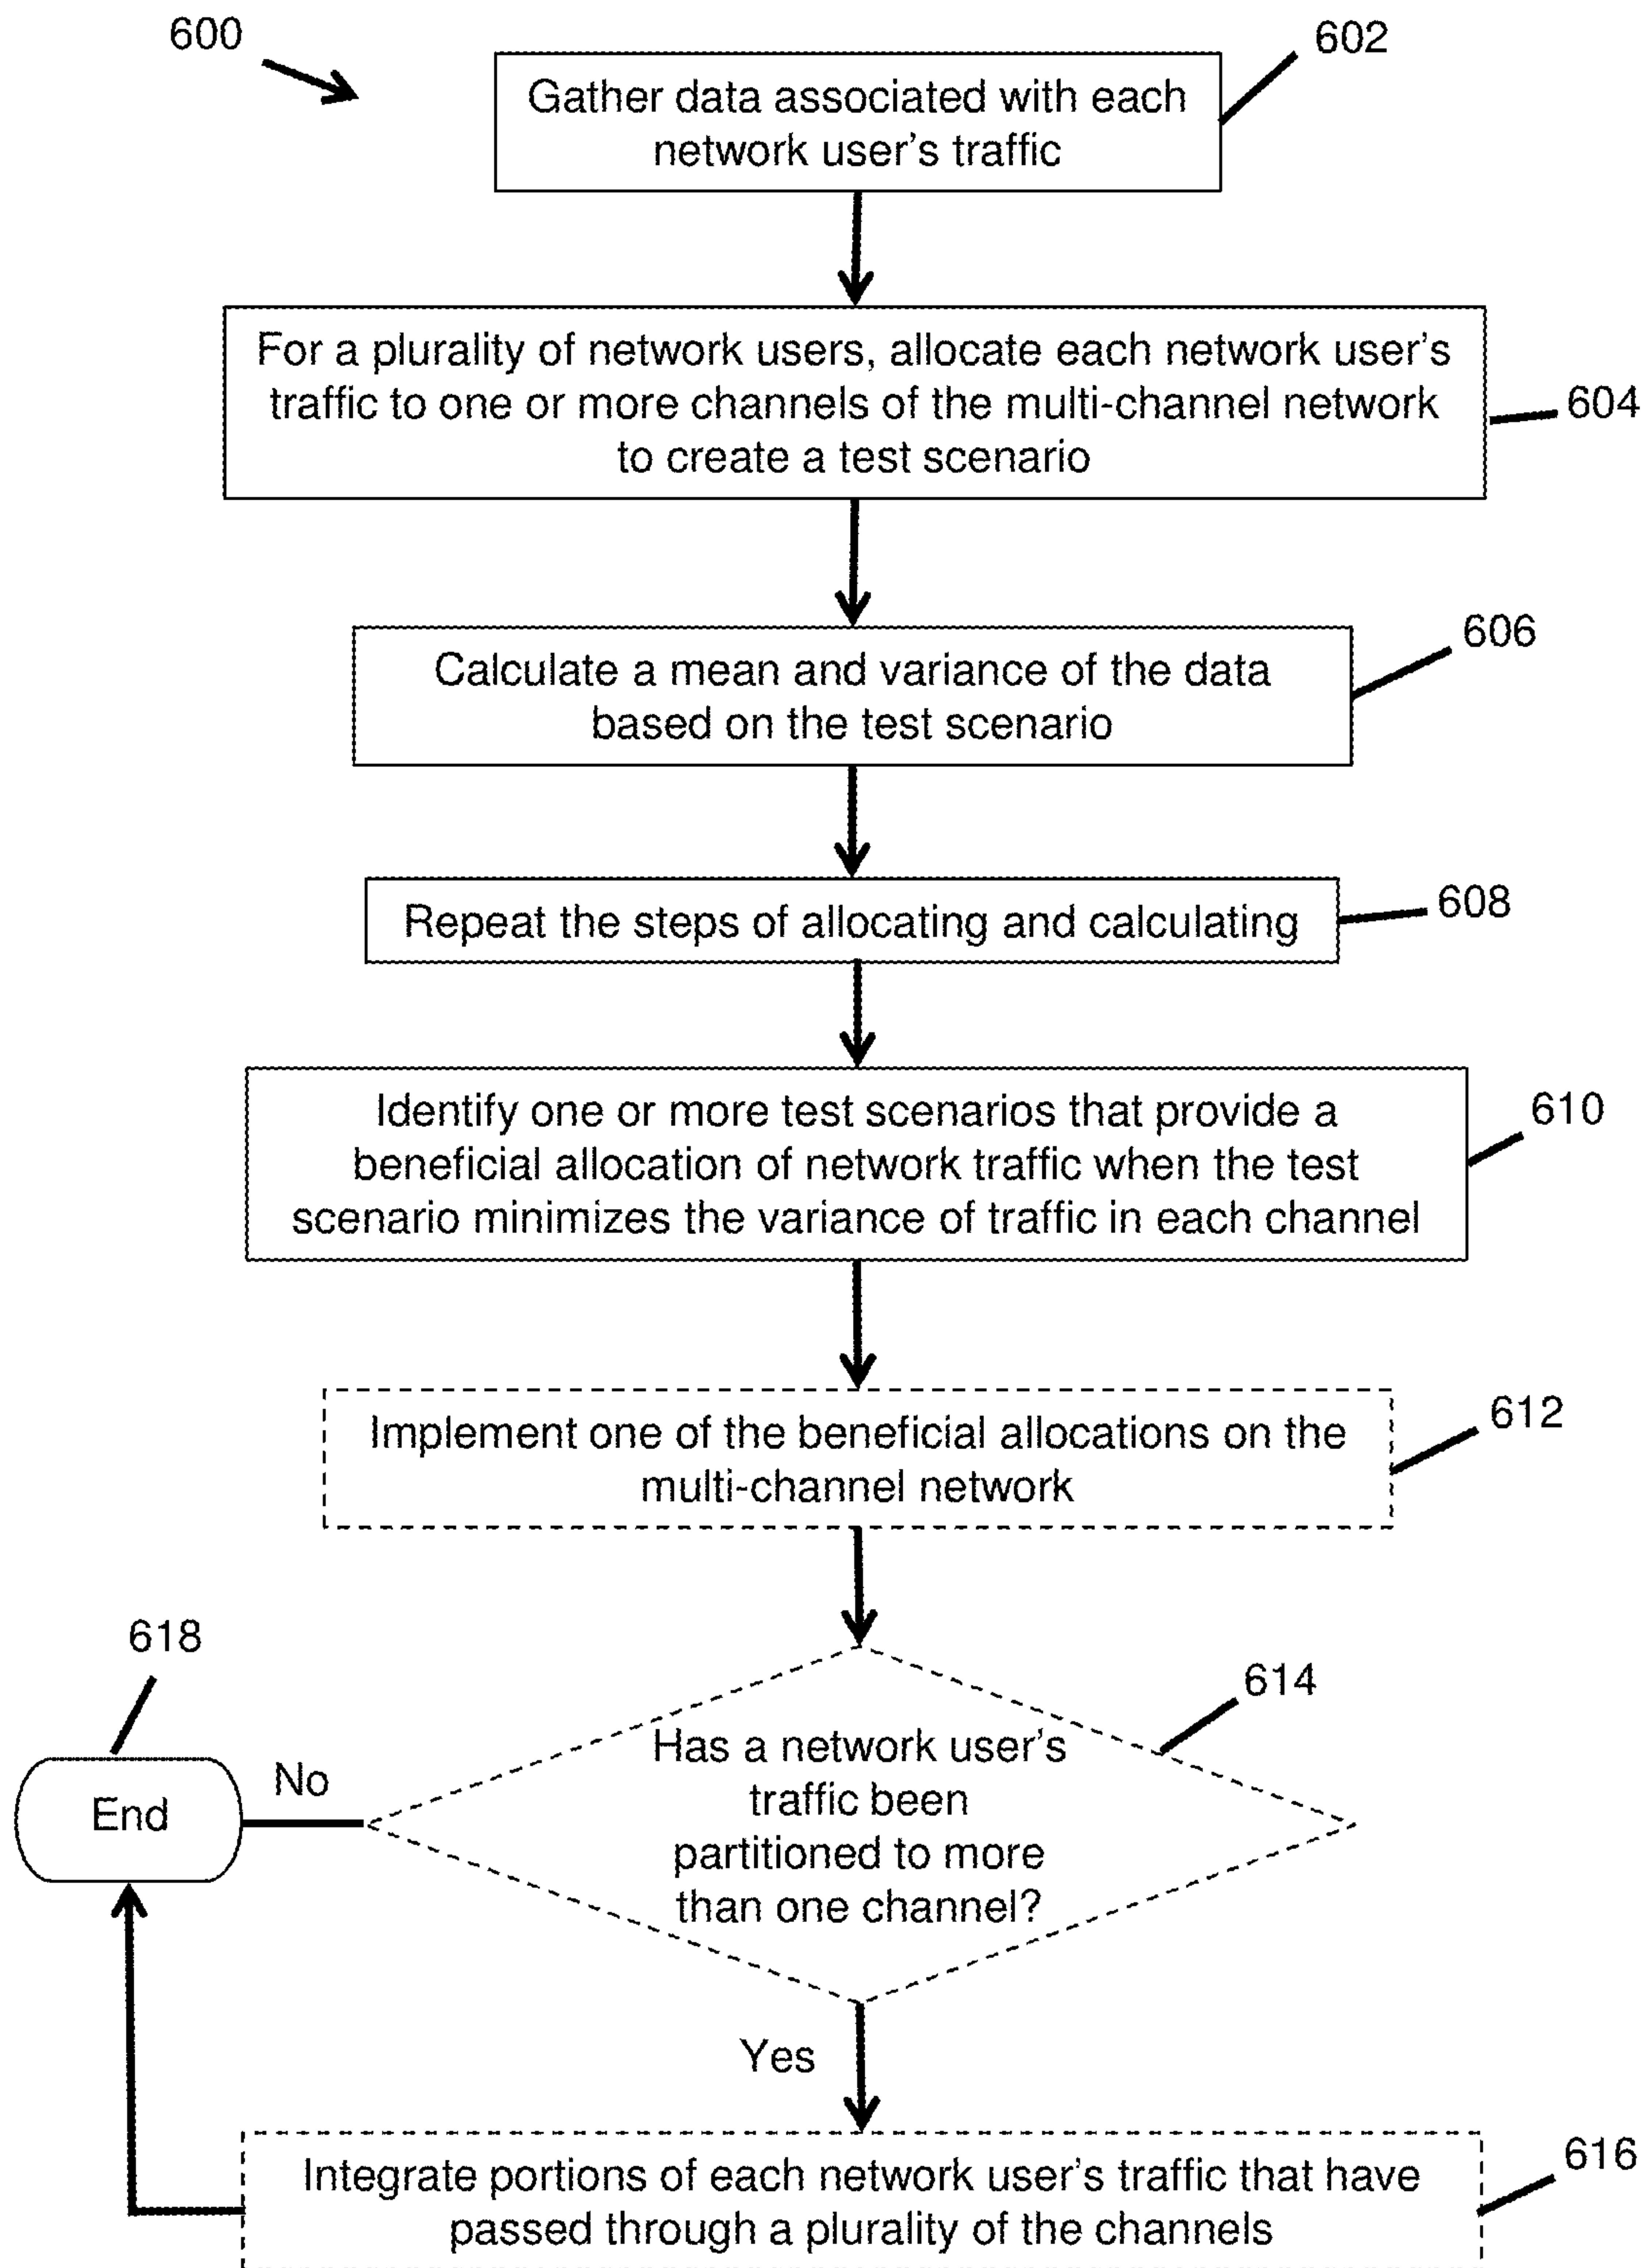 600
602
Gather data associated with each
network user's traffic
For a plurality of network users, allocate each network user's
traffic to one or more channels of the multi-channel network
to create a test scenario
604
606
Calculate a mean and variance of the data
based on the test scenario
608
Repeat the steps of allocating and calculating
Identify one or more test scenarios that provide a
beneficial allocation of network traffic when the test
scenario minimizes the variance of traffic in each channel
610
612
Implement one of the beneficial allocations on the
multi-channel network
618
614
Has a network user's
traffic been
partitioned to more
than one channel?
No
End
Yes
616
Integrate portions of each network user's traffic that have
passed through a plurality of the channels